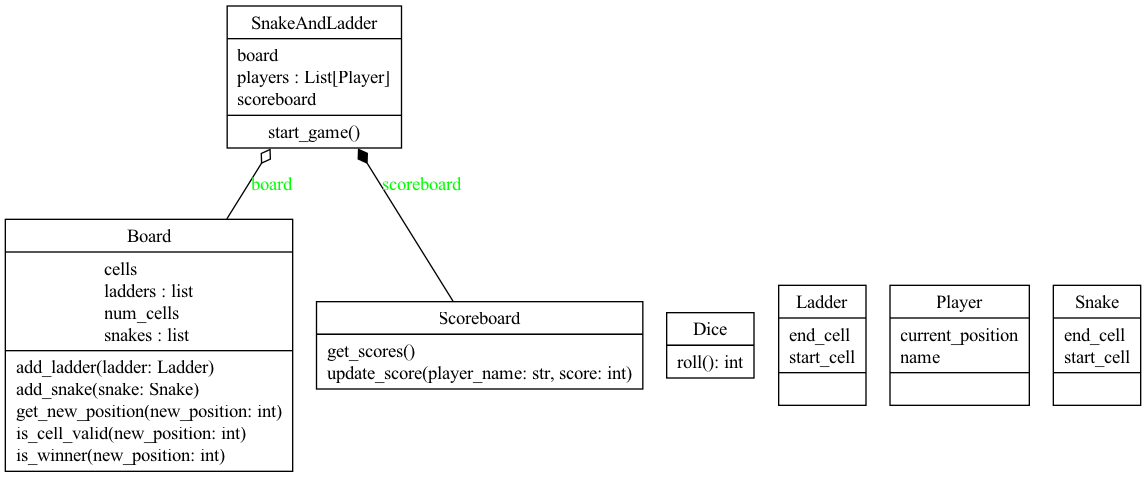 SnakeAndLadder
board
players : List[Player]
scoreboard
start_game()
board
scoreboard
Board
cells
ladders : list
num_cells
snakes : list
add_ladder(ladder: Ladder)
add_snake(snake: Snake)
get_new_position(new_position: int)
is_cell_valid(new_position: int)
is_winner(new_position: int)
Scoreboard
get_scores()
update_score(player_name: str, score: int)
Dice
roll(): int
Ladder
end_cell
start_cell
Player
current_position
name
Snake
end_cell
start_cell